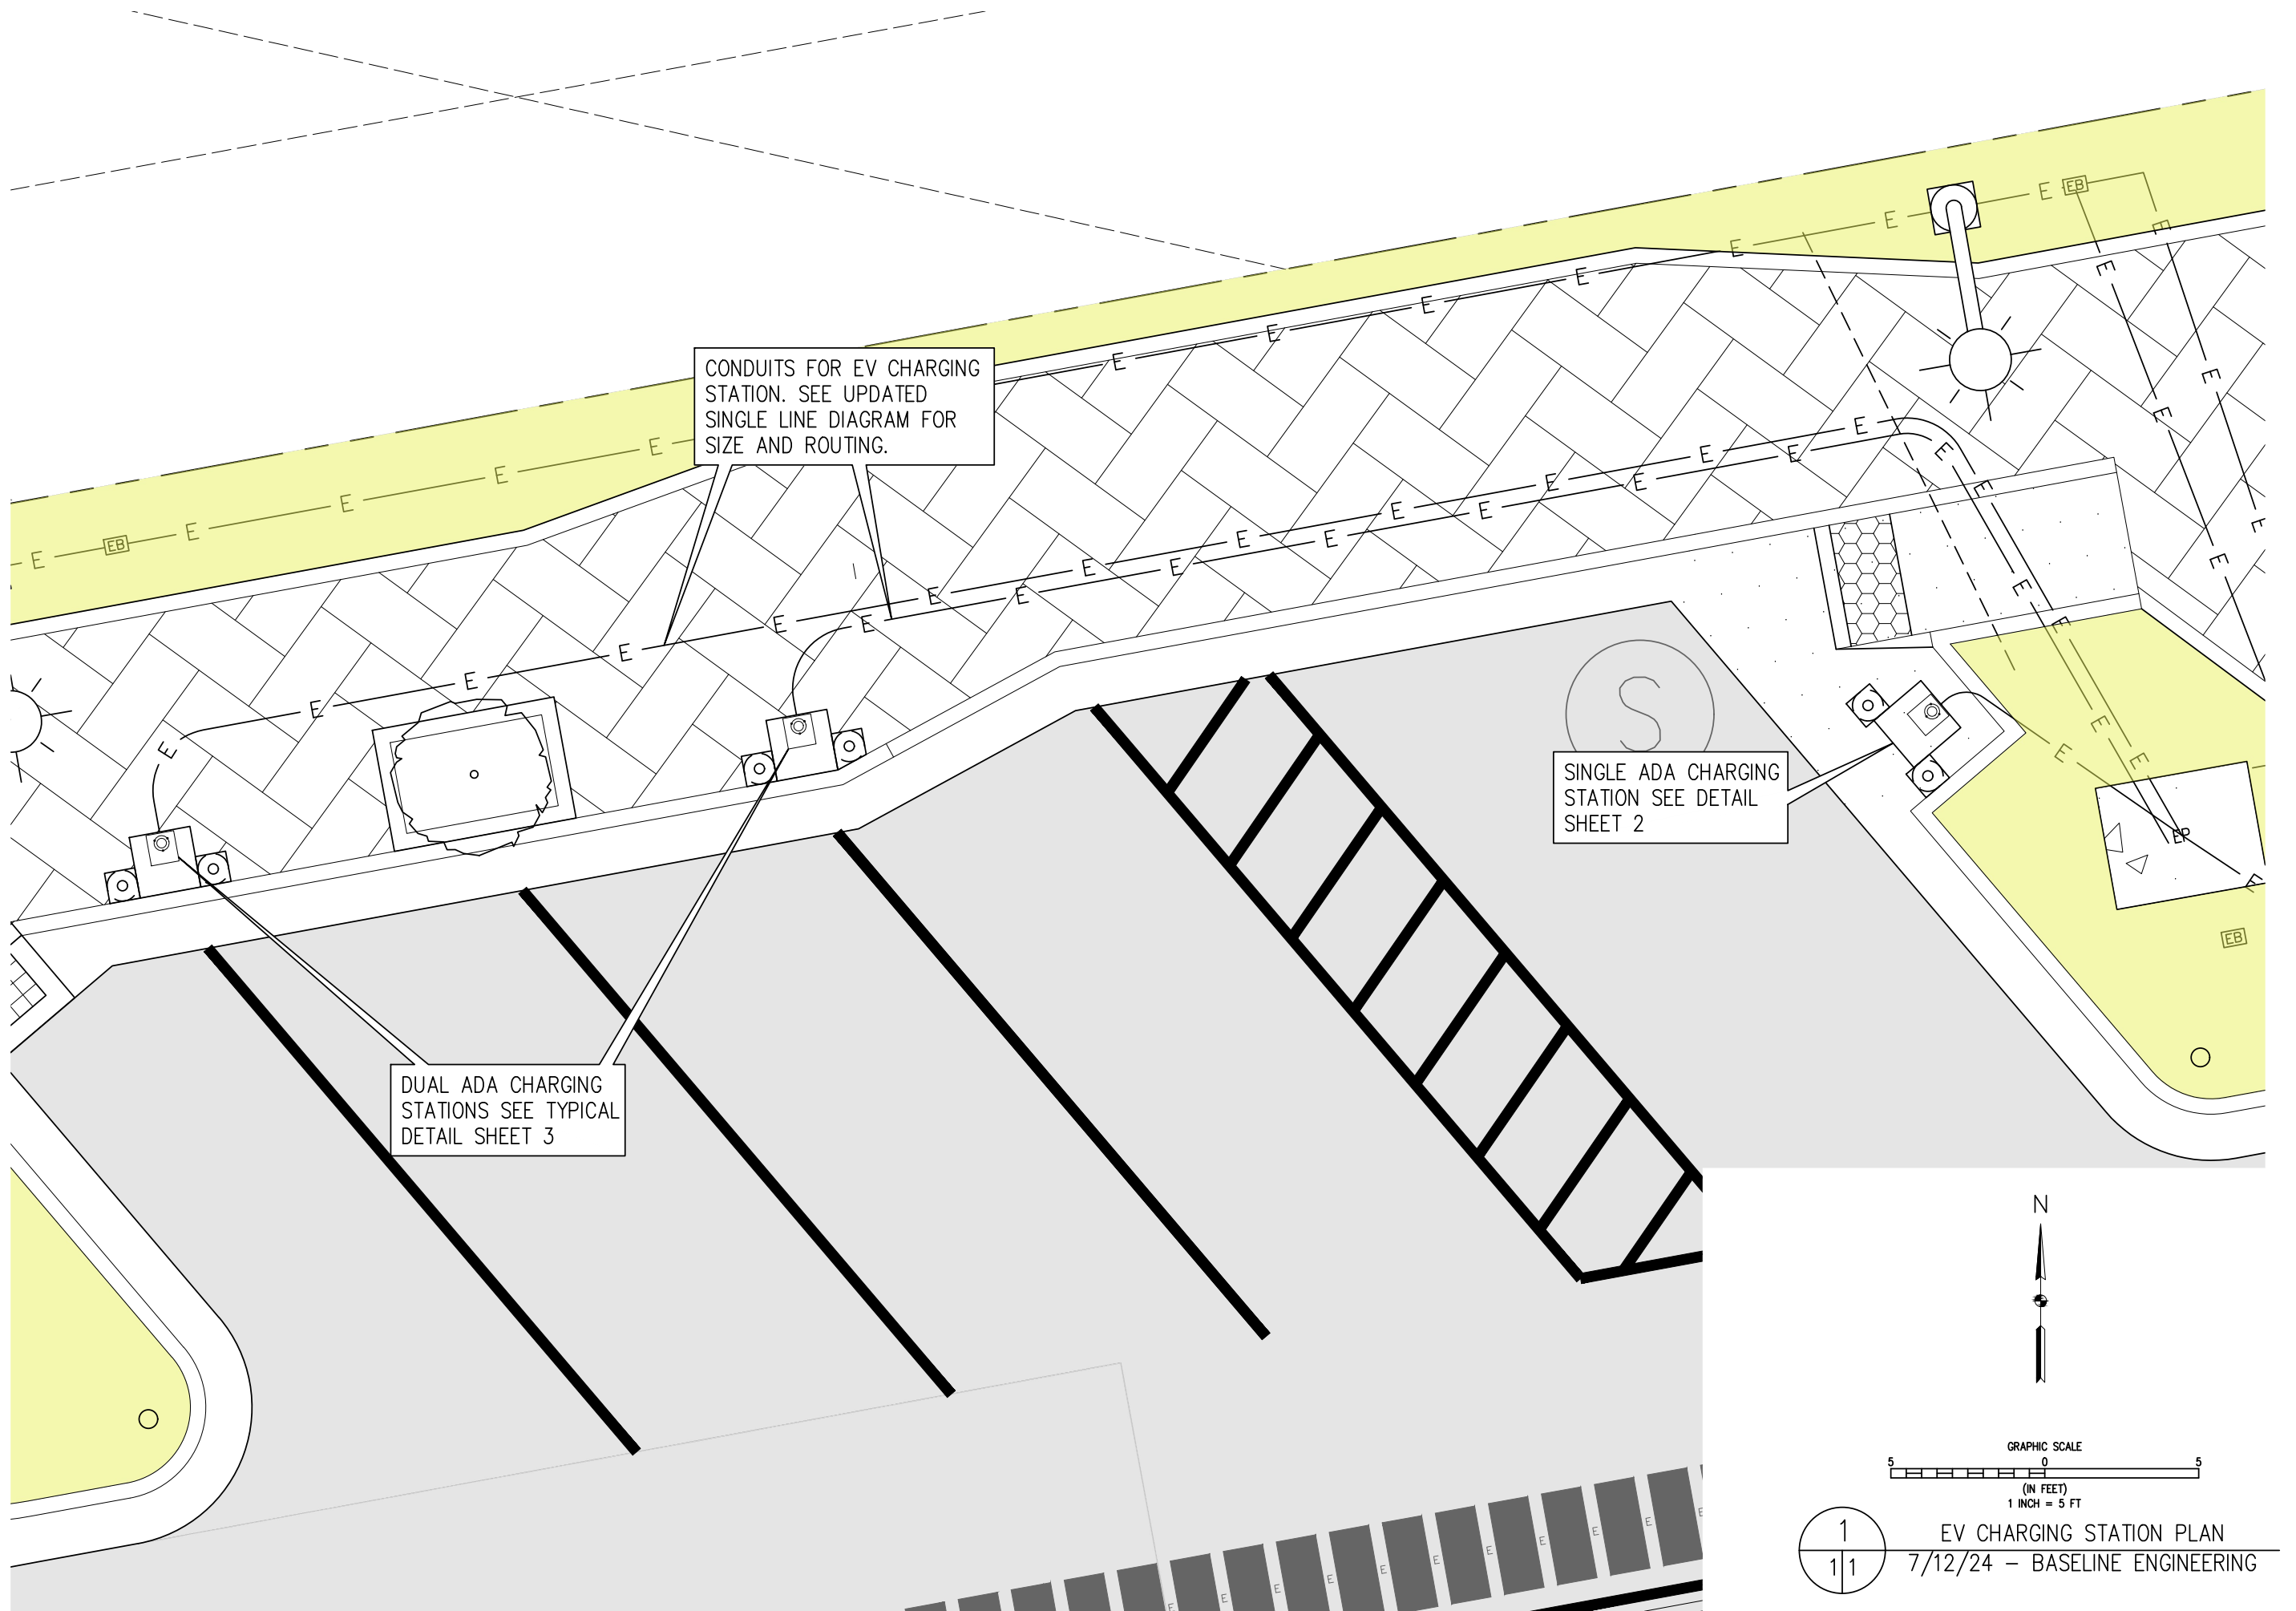 CONDUITS FOR EV CHARGING
STATION. SEE UPDATED
SINGLE LINE DIAGRAM FOR
SIZE AND ROUTING.
E E E E E E E E E E EB
EB E E E E E
E E E E E E E E E
E E E E E E E E E E E E E
E E E E E E E
S
SINGLE ADA CHARGING
STATION SEE DETAIL
SHEET 2
EP
EB
DUAL ADA CHARGING
STATIONS SEE TYPICAL
DETAIL SHEET 3
N
GRAPHIC SCALE
5 0 5
(IN FEET)
1 INCH = 5 FT
1
1 1
EV CHARGING STATION PLAN
7/12/24 – BASELINE ENGINEERING
E E E E E E E E E E E